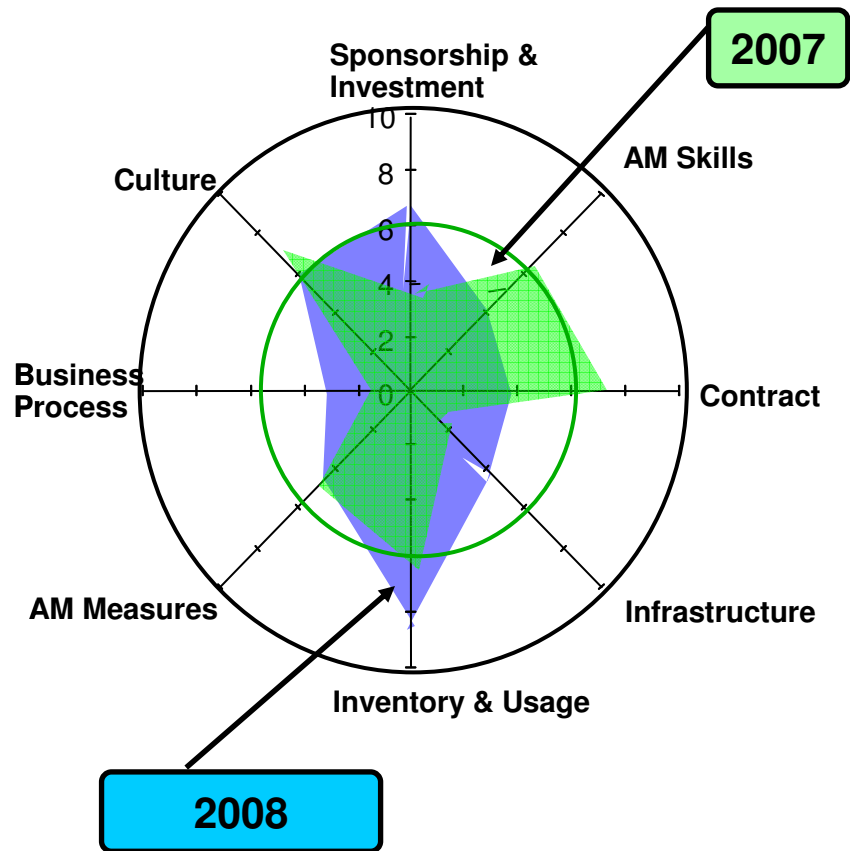 2007
Sponsorship &
Investment
10
AM Skills
8
Culture
6
4
2
Business
Process
0
Contract
AM Measures
Infrastructure
Inventory & Usage
2008